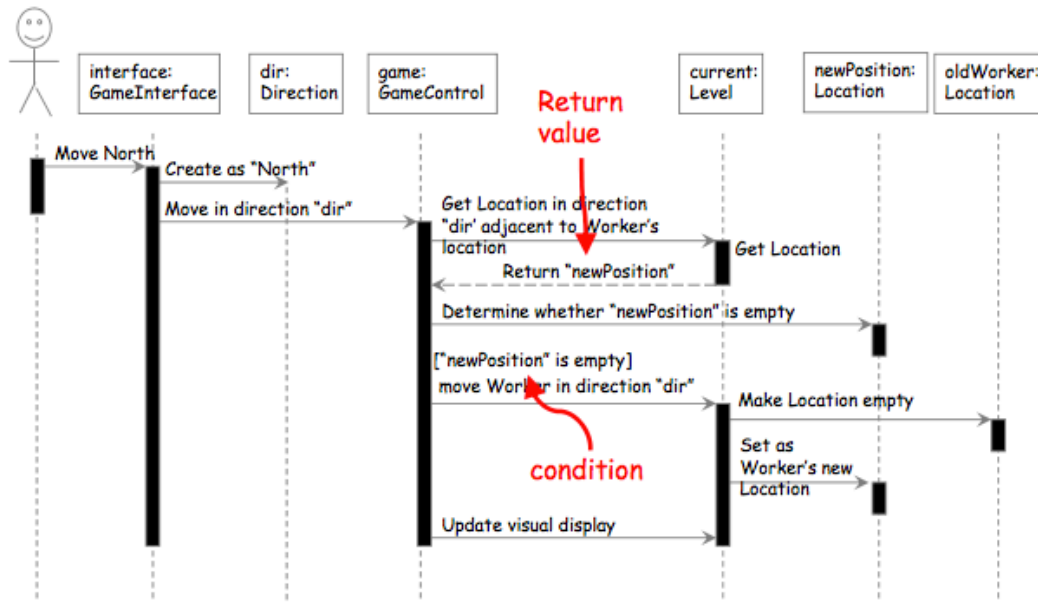 interface:
GameInterface
dir:
Direction
game:
GameControl
current:
Level
newPosition:
Location
oldWorker:
Location
Return
value
Move North
Create as “North”
Move in direction “dir”
Get Location in direction
“dir’ adjacent to Worker’s
location
Get Location
Return “newPosition”
Determine whether “newPosition” is empty
[“newPosition” is empty]
move Worker in direction “dir”
Make Location empty
Set as
Worker’s new
Location
condition
Update visual display